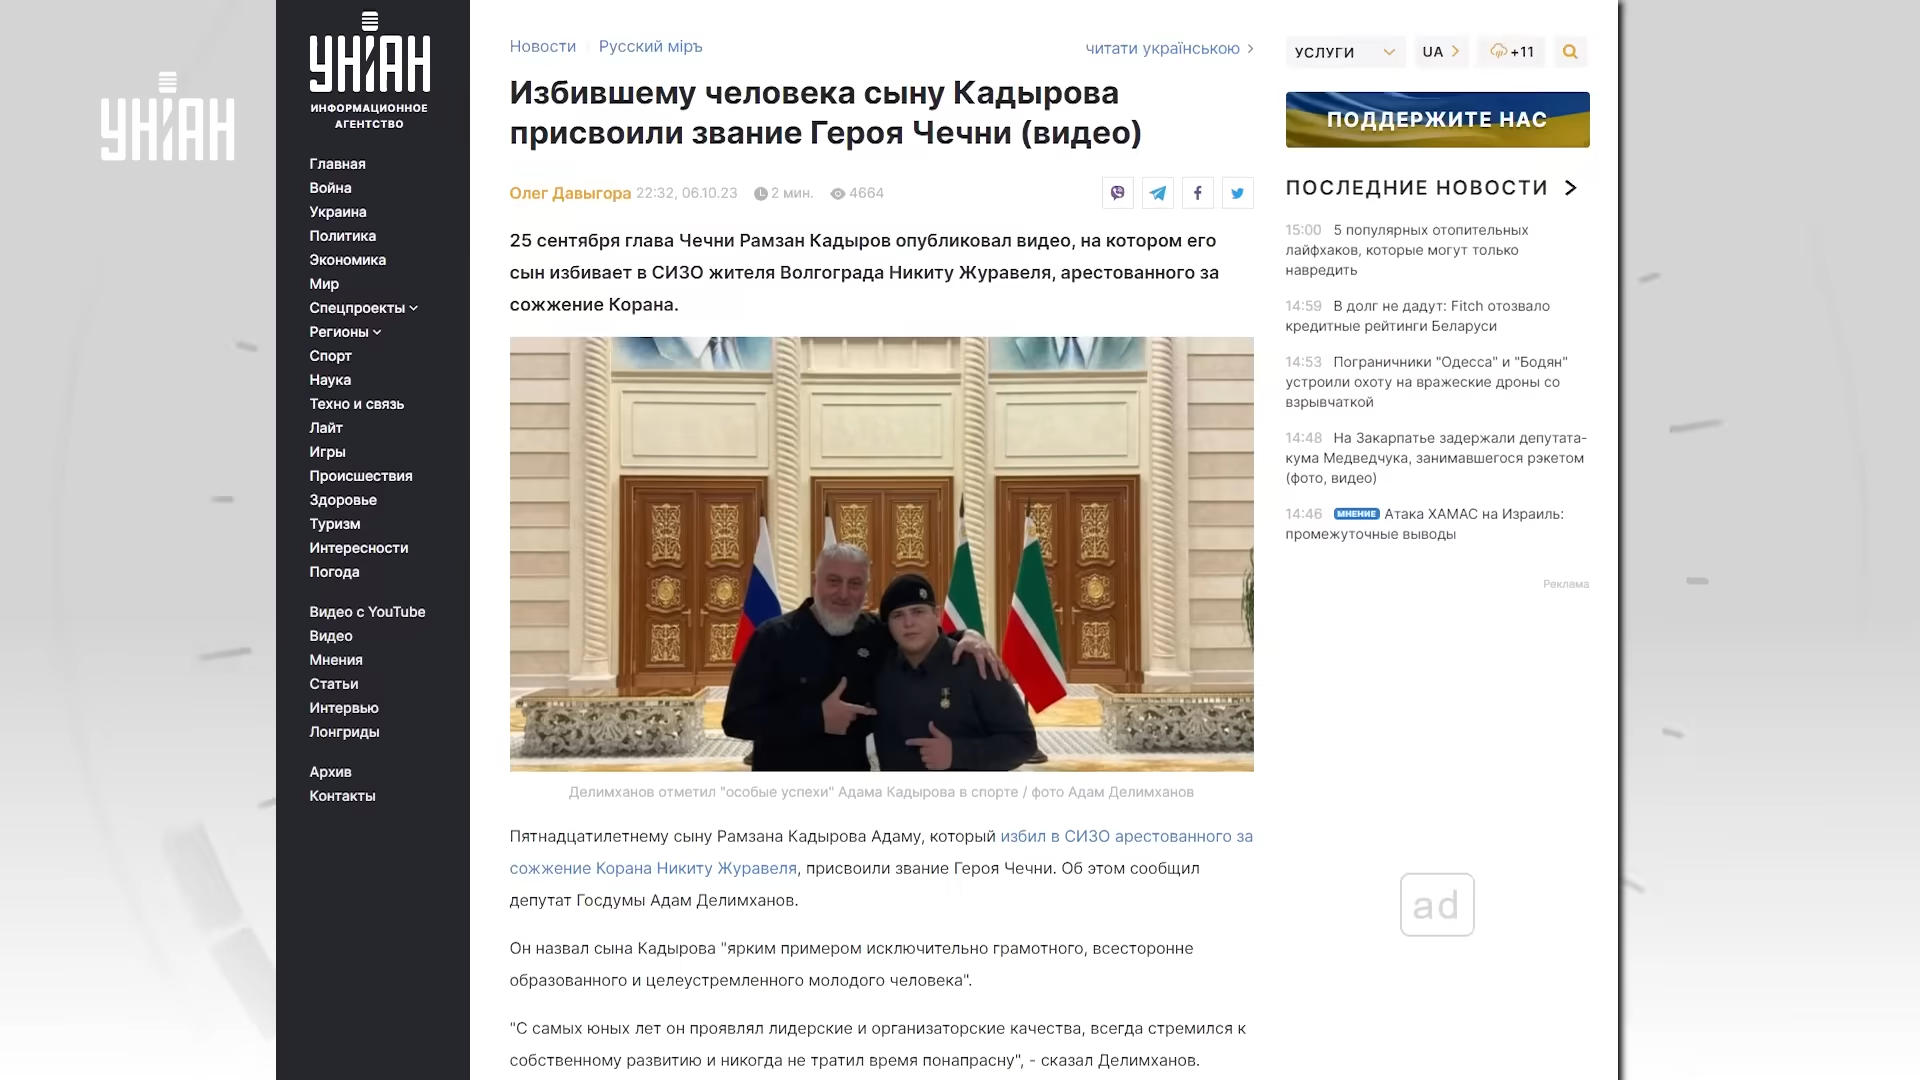 УНІАН
УНІАН
ИНФОРМАЦИОННОЕ
АГЕНТСТВО
Главная
Война
Украина
Политика
Экономика
Мир
Спецпроекты
Регионы
Спорт
Наука
Техно и связь
Лайт
Игры
Происшествия
Здоровье
Туризм
Интересности
Погода
Видео с YouTube
Видео
Мнения
Статьи
Интервью
Лонгриды
Архив
Контакты
Новости Русский міръ
читати українською
Избившему человека сыну Кадырова
присвоили звание Героя Чечни (видео)
Олег Давыгора 22:32, 06.10.23 2 мин. 4664
25 сентября глава Чечни Рамзан Кадыров опубликовал видео, на котором его
сын избивает в СИЗО жителя Волгограда Никиту Журавеля, арестованного за
сожжение Корана.
Делимханов отметил "особые успехи" Адама Кадырова в спорте / фото Адам Делимханов
Пятнадцатилетнему сыну Рамзана Кадырова Адаму, который избил в СИЗО арестованного за
сожжение Корана Никиту Журавеля, присвоили звание Героя Чечни. Об этом сообщил
депутат Госдумы Адам Делимханов.
Он назвал сына Кадырова "ярким примером исключительно грамотного, всесторонне
образованного и целеустремленного молодого человека".
"С самых юных лет он проявлял лидерские и организаторские качества, всегда стремился к
собственному развитию и никогда не тратил время понапрасну", - сказал Делимханов.
УСЛУГИ UA +11
ПОДДЕРЖИТЕ НАС
ПОСЛЕДНИЕ НОВОСТИ
15:00 5 популярных отопительных
лайфхаков, которые могут только
навредить
14:59 В долг не дадут: Fitch отозвало
кредитные рейтинги Беларуси
14:53 Пограничники "Одесса" и "Бодян"
устроили охоту на вражеские дроны со
взрывчаткой
14:48 На Закарпатье задержали депутата-
кума Медведчука, занимавшегося рэкетом
(фото, видео)
14:46 МНЕНИЕ Атака ХАМАС на Израиль:
промежуточные выводы
Реклама
ad